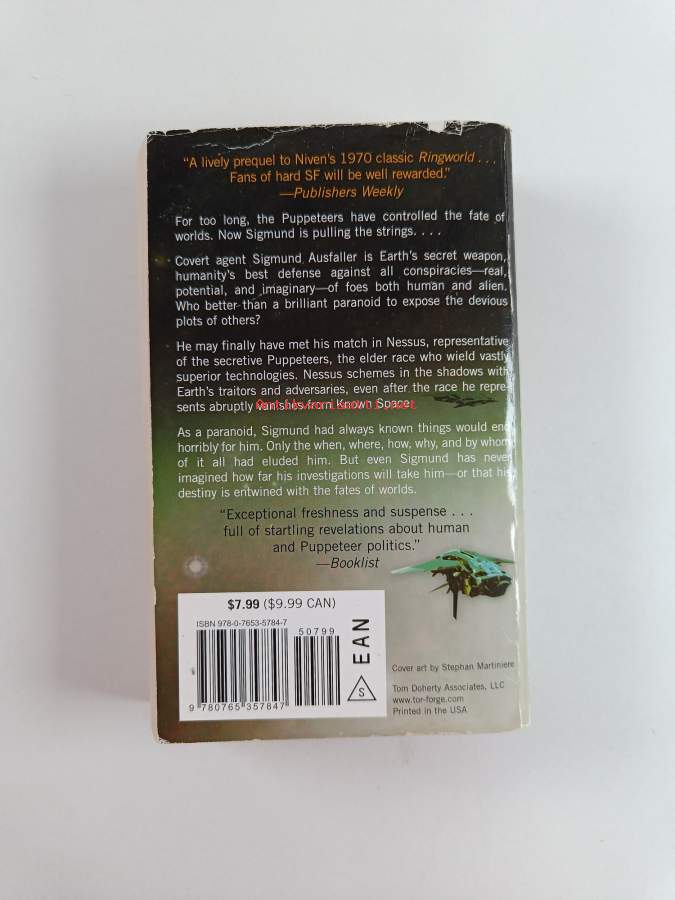 “A lively prequel to Niven’s 1970 classic Ringworld . . .
Fans of hard SF will be well rewarded.”
—Publishers Weekly
For too long, the Puppeteers have controlled the fate of
worlds. Now Sigmund is pulling the strings. . . .
Covert agent Sigmund Ausfaller is Earth’s secret weapon,
humanity’s best defense against all conspiracies—real,
potential, and imaginary—of foes both human and alien.
Who better than a brilliant paranoid to expose the devious
plots of others?
He may finally have met his match in Nessus, representative
of the secretive Puppeteers, the elder race who wield vastly
superior technologies. Nessus schemes in the shadows with
Earth’s traitors and adversaries, even after the race he repre-
sents abruptly vanishes from Known Space.
As a paranoid, Sigmund had always known things would end
horribly for him. Only the when, where, how, why, and by whom
of it all had eluded him. But even Sigmund has never
imagined how far his investigations will take him—or that his
destiny is entwined with the fates of worlds.
“Exceptional freshness and suspense . . .
full of startling revelations about human
and Puppeteer politics.”
—Booklist
$7.99 ($9.99 CAN)
ISBN 978-0-7653-5784-7
50799
EAN
S
9 780765 357847
Cover art by Stephan Martiniere
Tom Doherty Associates, LLC
www.tor-forge.com
Printed in the USA